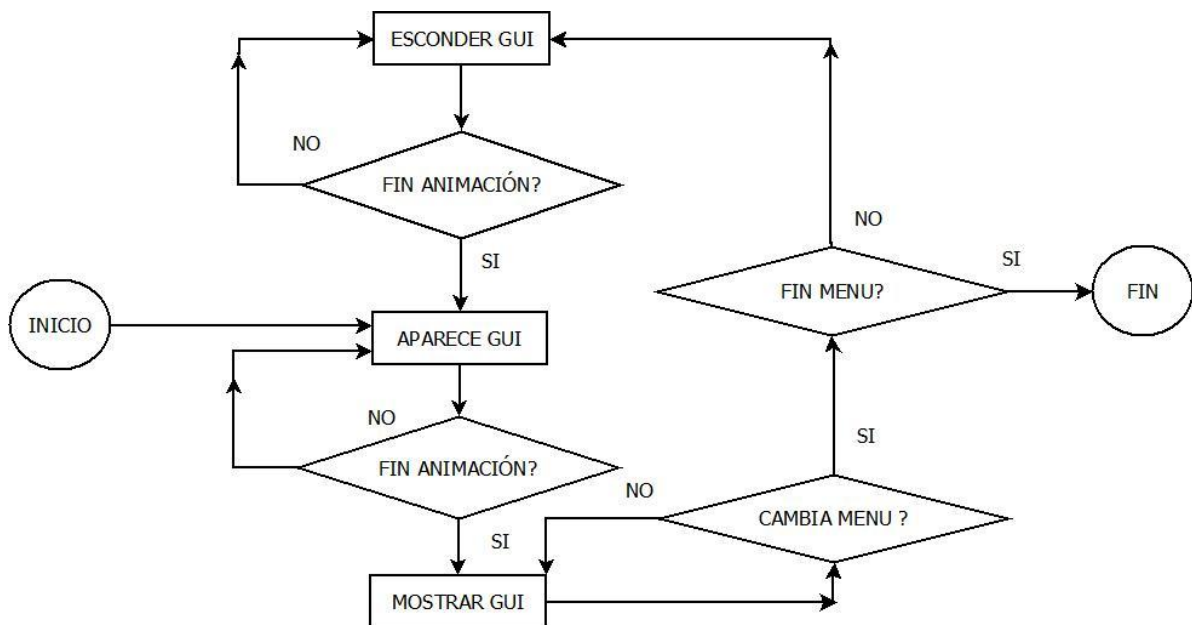 ESCONDER GUI
NO
FIN ANIMACIÓN?
SI
NO
SI
FIN MENU?
FIN
INICIO
APARECE GUI
NO
FIN ANIMACIÓN?
SI
NO
CAMBIA MENU ?
SI
MOSTRAR GUI